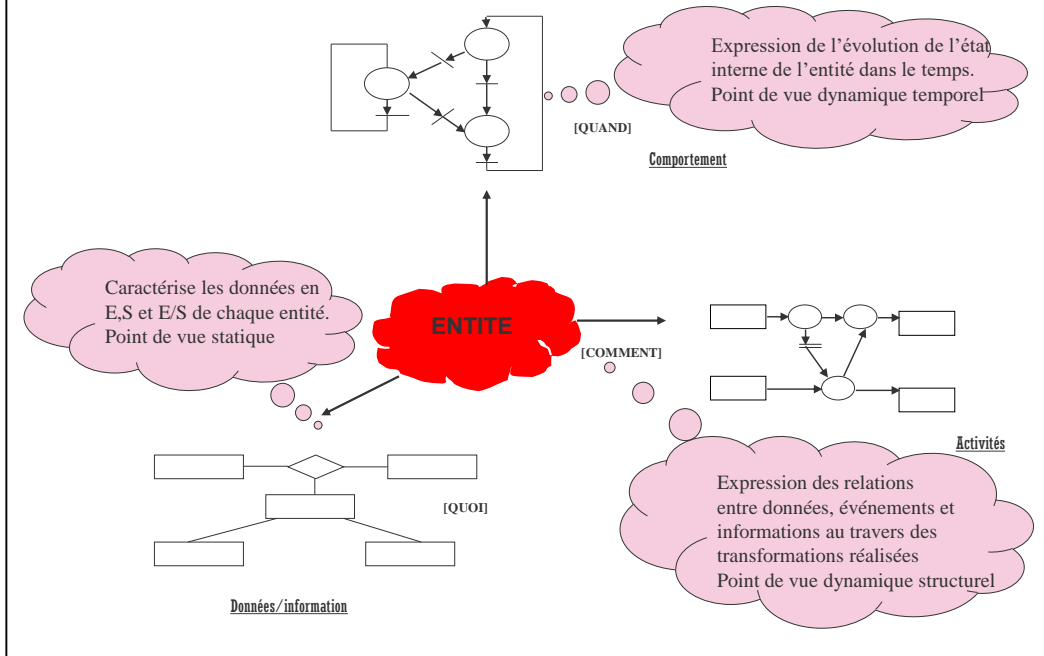 Expression de l'évolution de l'état
interne de l'entité dans le temps.
Point de vue dynamique temporel
[QUAND]
Comportement
Caractérise les données en
E,S et E/S de chaque entité.
Point de vue statique
ENTITE
[COMMENT]
Activités
Expression des relations
entre données, événements et
informations au travers des
transformations réalisées
Point de vue dynamique structurel
[QUOI]
Données/information